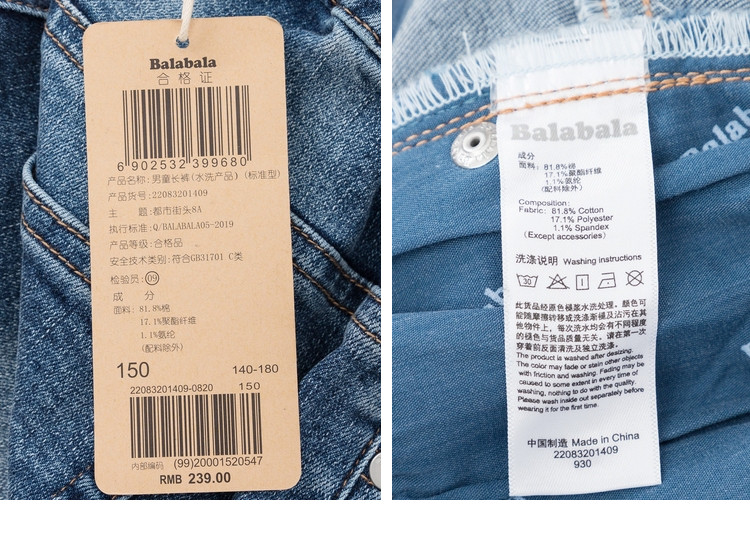 Balabala
合格证
6 902532 399680
产品名称:男童长裤(水洗产品)(标准型)
产品货号:22083201409
主　题:都市街头8A
执行标准:Q/BALABALA05-2019
产品等级:合格品
安全技术类别:符合GB31701 C类
检验员:09
成　分
面料:81.8%棉
17.1%聚酯纤维
1.1%氨纶
(配料除外)
150 140-180
22083201409-0820 150
内部编码 (99)20001520547
RMB 239.00
Balabala
成分
面料:81.8%棉
17.1%聚酯纤维
1.1%氨纶
(配料除外)
Composition:
Fabric: 81.8% Cotton
17.1% Polyester
1.1% Spandex
(Except accessories)
洗涤说明 Washing instructions
30
此货品经原色桶浆水洗处理，颜色可
能随摩擦转移或洗涤渐褪及沾污在其
他物件上，每次洗水均会有不同程度
的褪色与货品质量无关。请在第一次
穿着前反面清洗及独立洗涤。
The product is washed after desizing.
The color may fade or stain other objects
with friction and washing. Fading may be
caused to some extent in every time of
washing, nothing to do with the quality.
Please wash inside out separately before
wearing it for the first time.
中国制造 Made in China
22083201409
930
balaba